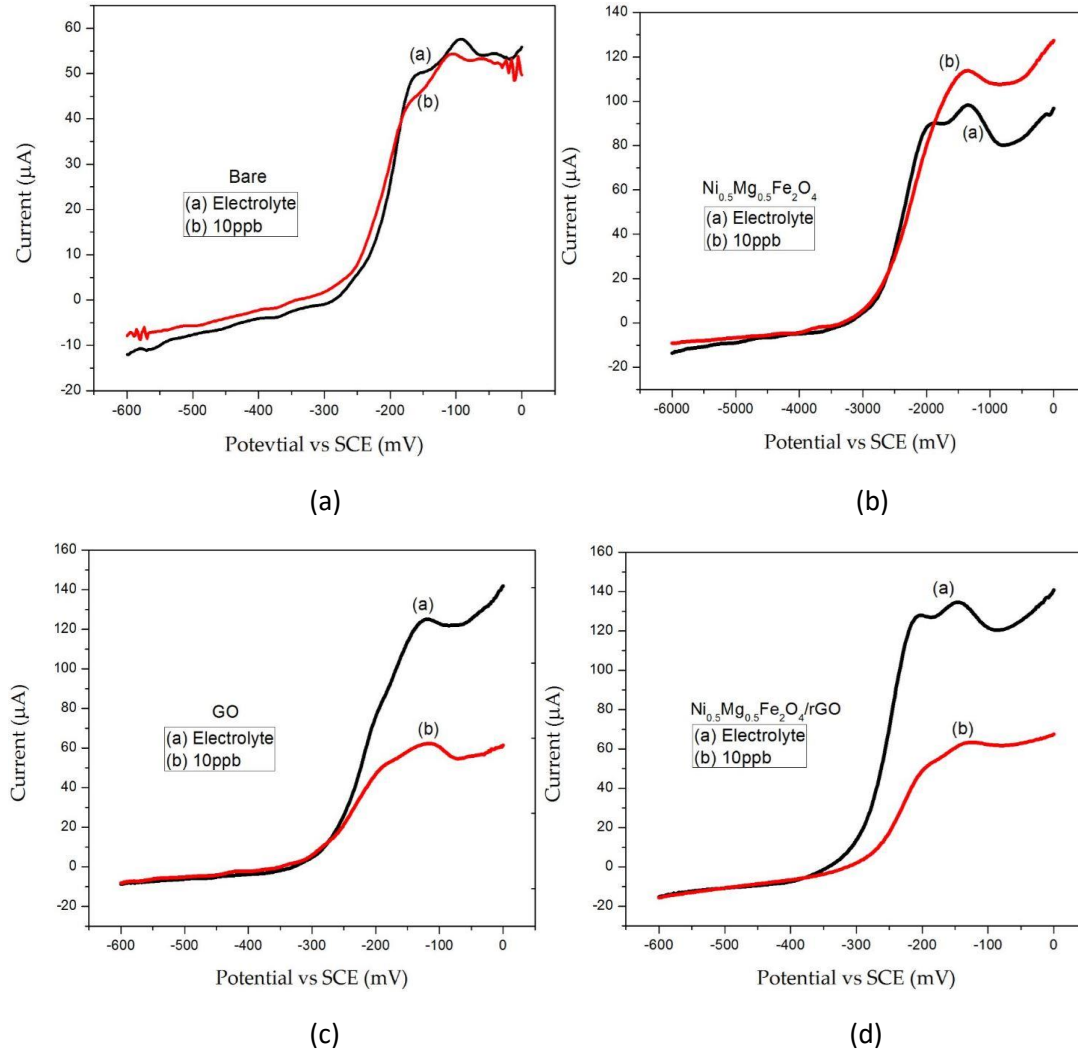 60
50
40
30
20
10
0
-10
-20
Current (μA)
(a)
(b)
Bare
(a) Electrolyte
(b) 10ppb
-600 -500 -400 -300 -200 -100 0
Potevtial vs SCE (mV)
(a)
140
120
100
80
60
40
20
0
-20
Current (μA)
(b)
(a)
Ni0.5Mg0.5Fe2O4
(a) Electrolyte
(b) 10ppb
-6000 -5000 -4000 -3000 -2000 -1000 0
Potential vs SCE (mV)
(b)
160
140
120
100
80
60
40
20
0
-20
Current (μA)
(a)
GO
(a) Electrolyte
(b) 10ppb
(b)
-600 -500 -400 -300 -200 -100 0
Potential vs SCE (mV)
(c)
160
140
120
100
80
60
40
20
0
-20
Current (μA)
(a)
Ni0.5Mg0.5Fe2O4/rGO
(a) Electrolyte
(b) 10ppb
(b)
-600 -500 -400 -300 -200 -100 0
Potential vs SCE (mV)
(d)